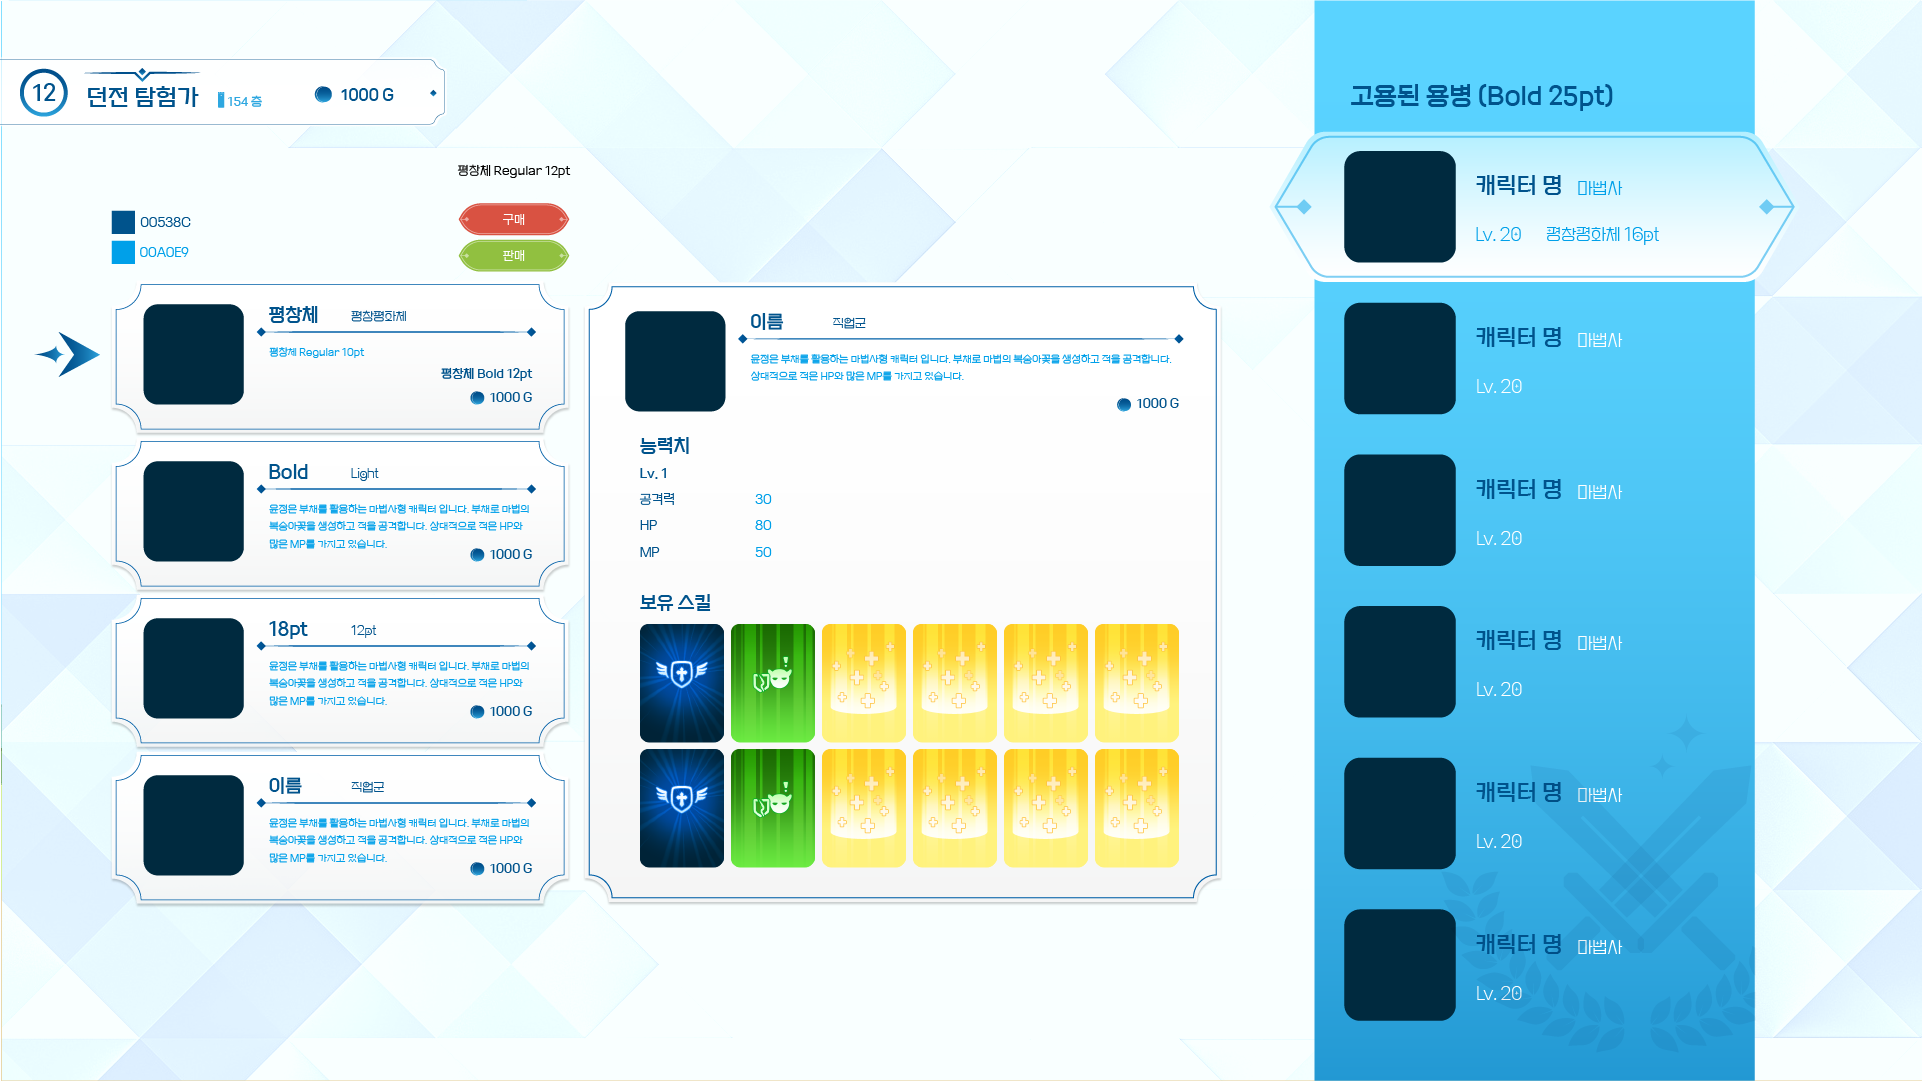 12 던전 탐험가 154 층 1000 G
평창체 Regular 12pt
구매
판매
00538C
00A0E9
평창체 평창평화체
평창체 Regular 10pt
평창체 Bold 12pt
1000 G
Bold Light
윤갱은 부채를 활용하는 마법사형 캐릭터 입니다. 부채로 마법의
복숭아꽃을 생성하고 적을 공격합니다. 상대적으로 적은 HP와
많은 MP를 가지고 있습니다.
1000 G
18pt 12pt
윤갱은 부채를 활용하는 마법사형 캐릭터 입니다. 부채로 마법의
복숭아꽃을 생성하고 적을 공격합니다. 상대적으로 적은 HP와
많은 MP를 가지고 있습니다.
1000 G
이름 직업군
윤갱은 부채를 활용하는 마법사형 캐릭터 입니다. 부채로 마법의
복숭아꽃을 생성하고 적을 공격합니다. 상대적으로 적은 HP와
많은 MP를 가지고 있습니다.
1000 G
이름 직업군
윤갱은 부채를 활용하는 마법사형 캐릭터 입니다. 부채로 마법의 복숭아꽃을 생성하고 적을 공격합니다.
상대적으로 적은 HP와 많은 MP를 가지고 있습니다.
1000 G
능력치
Lv. 1
공격력 30
HP 80
MP 50
보유 스킬
고용된 용병 (Bold 25pt)
캐릭터 명 마법사
Lv. 20 평창평화체 16pt
캐릭터 명 마법사
Lv. 20
캐릭터 명 마법사
Lv. 20
캐릭터 명 마법사
Lv. 20
캐릭터 명 마법사
Lv. 20
캐릭터 명 마법사
Lv. 20